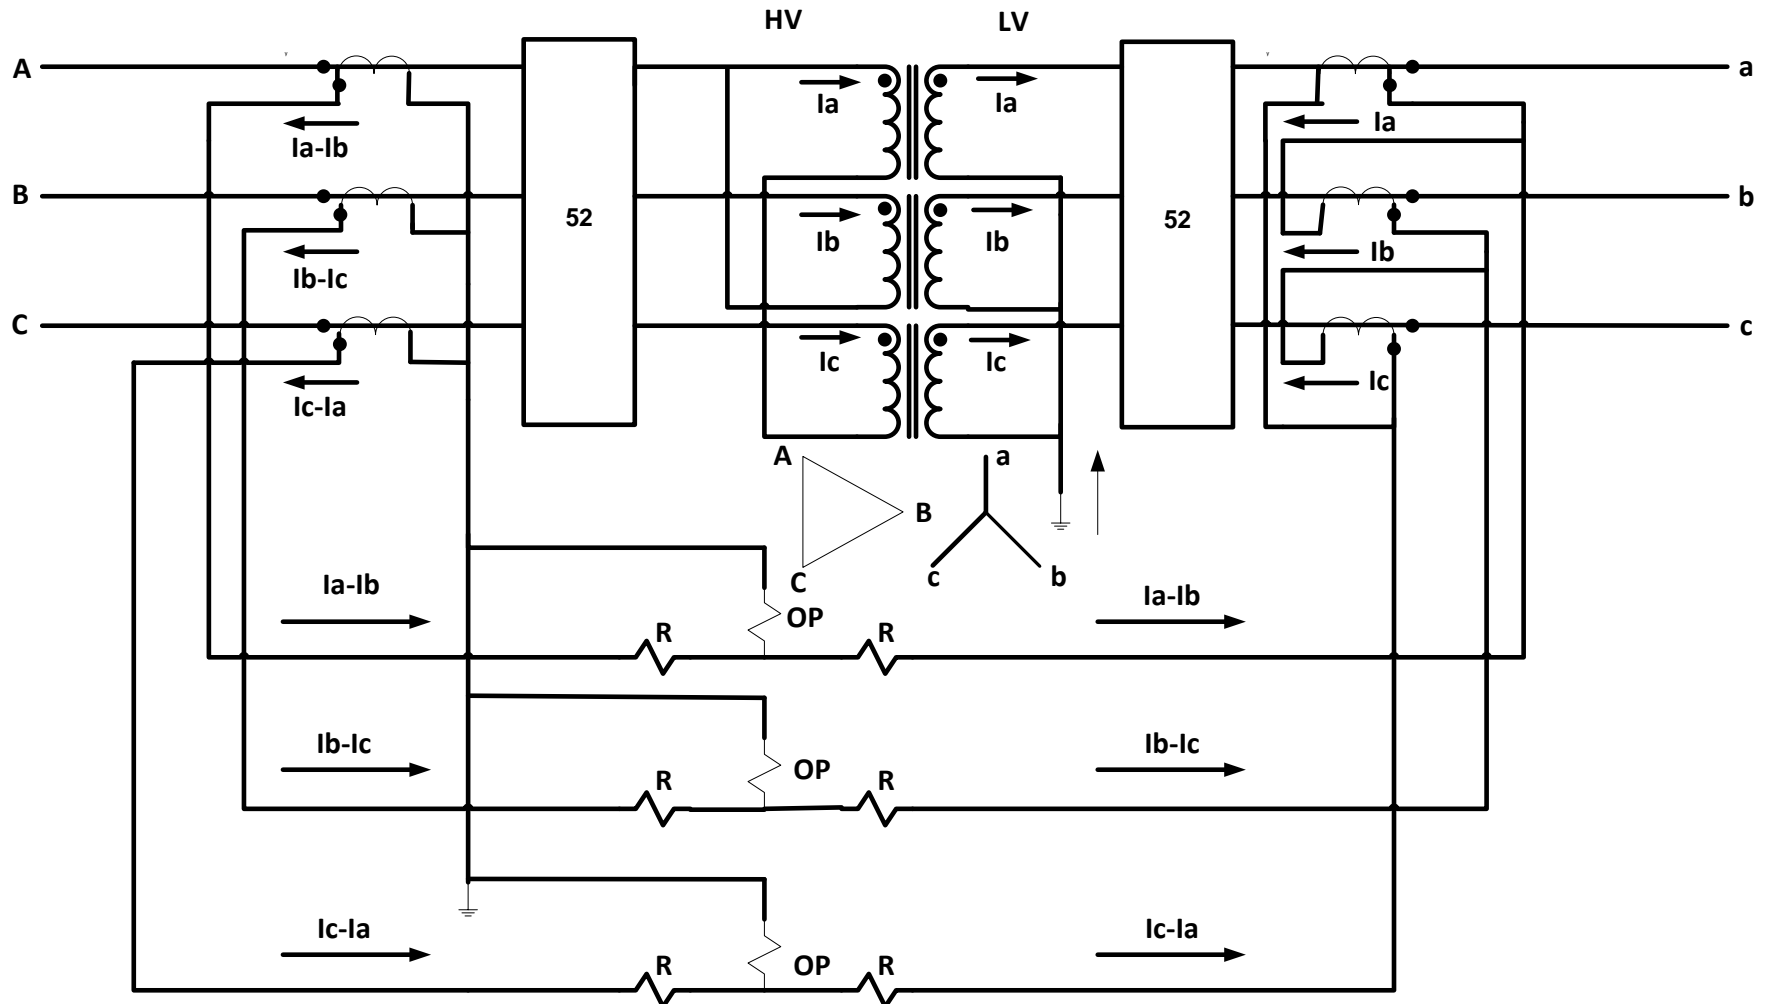 HV LV
A a
Ia Ia Ia
Ia-Ib
B b
52 52
Ib Ib Ib
Ib-Ic
C c
Ic Ic Ic
Ic-Ia
A a
B
C c b
Ia-Ib Ia-Ib
OP
R R
Ib-Ic Ib-Ic
OP
R R
Ic-Ia Ic-Ia
OP
R R